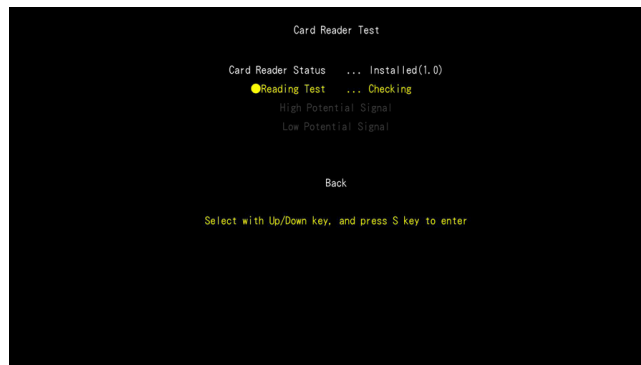 Card Reader Test
Card Reader Status ... Installed(1.0)
●Reading Test ... Checking
High Potential Signal
Low Potential Signal
Back
Select with Up/Down key, and press S key to enter